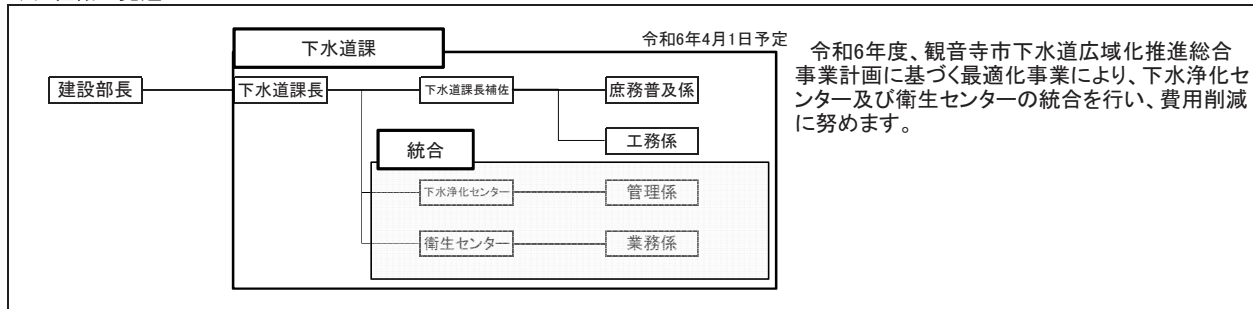 下水道課
令和6年4月1日予定
建設部長
下水道課長
下水道課長補佐
庶務普及係
工務係
統合
下水浄化センター
管理係
衛生センター
業務係
令和6年度、観音寺市下水道広域化推進総合
事業計画に基づく最適化事業により、下水浄化セ
ンター及び衛生センターの統合を行い、費用削減
に努めます。